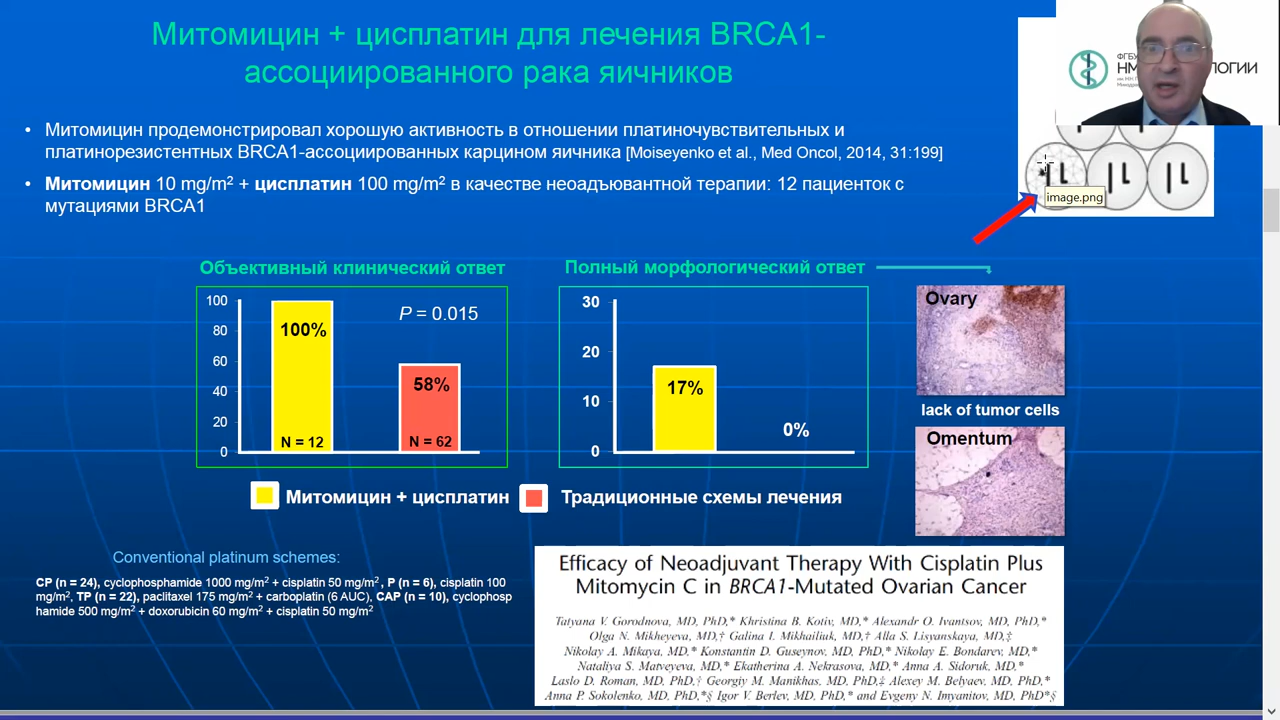 Митомицин + цисплатин для лечения BRCA1-
ассоциированного рака яичников
ФГБУ
НМ
ОЛОГИИ
• Митомицин продемонстрировал хорошую активность в отношении платиночувствительных и
платинорезистентных BRCA1-ассоциированных карцином яичника [Moiseyenko et al., Med Oncol, 2014, 31:199]
• Митомицин 10 mg/m² + цисплатин 100 mg/m² в качестве неоадъювантной терапии: 12 пациенток с
мутациями BRCA1
image.png
Объективный клинический ответ
100
80
60
40
20
0
100%
N = 12
P = 0.015
58%
N = 62
Полный морфологический ответ
30
20
10
0
17%
0%
Ovary
lack of tumor cells
Omentum
Митомицин + цисплатин
Традиционные схемы лечения
Conventional platinum schemes:
CP (n = 24), cyclophosphamide 1000 mg/m² + cisplatin 50 mg/m², P (n = 6), cisplatin 100
mg/m², TP (n = 22), paclitaxel 175 mg/m² + carboplatin (6 AUC), CAP (n = 10), cyclophosp
hamide 500 mg/m² + doxorubicin 60 mg/m² + cisplatin 50 mg/m²
Efficacy of Neoadjuvant Therapy With Cisplatin Plus
Mitomycin C in BRCA1-Mutated Ovarian Cancer
Tatyana V. Gorodnova, MD, PhD,* Khristina B. Kotiv, MD,* Alexandr O. Ivantsov, MD, PhD,*
Olga N. Mikheyeva, MD,† Galina I. Mikhailiuk, MD,† Alla S. Lisyanskaya, MD,‡
Nikolay A. Mikaya, MD,* Konstantin D. Guseynov, MD, PhD,* Nikolay E. Bondarev, MD,*
Nataliya S. Matveyeva, MD,* Ekatherina A. Nekrasova, MD,* Anna A. Sidoruk, MD,*
Laslo D. Roman, MD, PhD,† Georgiy M. Manikhas, MD, PhD,‡ Alexey M. Belyaev, MD, PhD,*
Anna P. Sokolenko, MD, PhD,*§ Igor V. Berlev, MD, PhD,* and Evgeny N. Imyanitov, MD, PhD*§